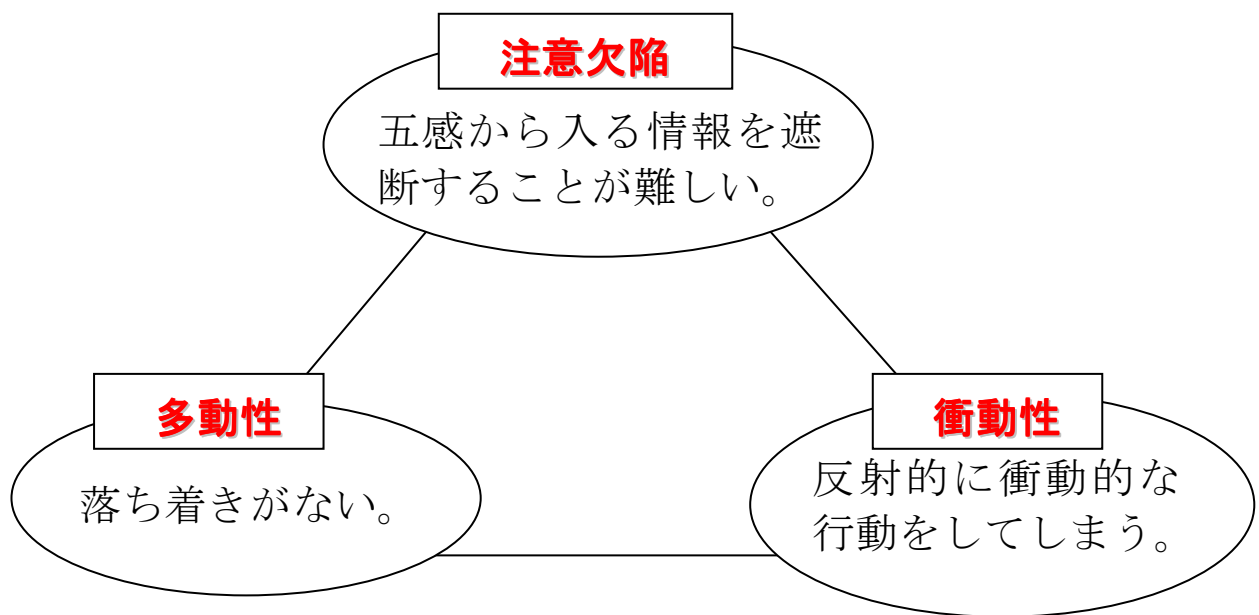 注意欠陥
五感から入る情報を遮
断することが難しい。
多動性
落ち着きがない。
衝動性
反射的に衝動的な
行動をしてしまう。